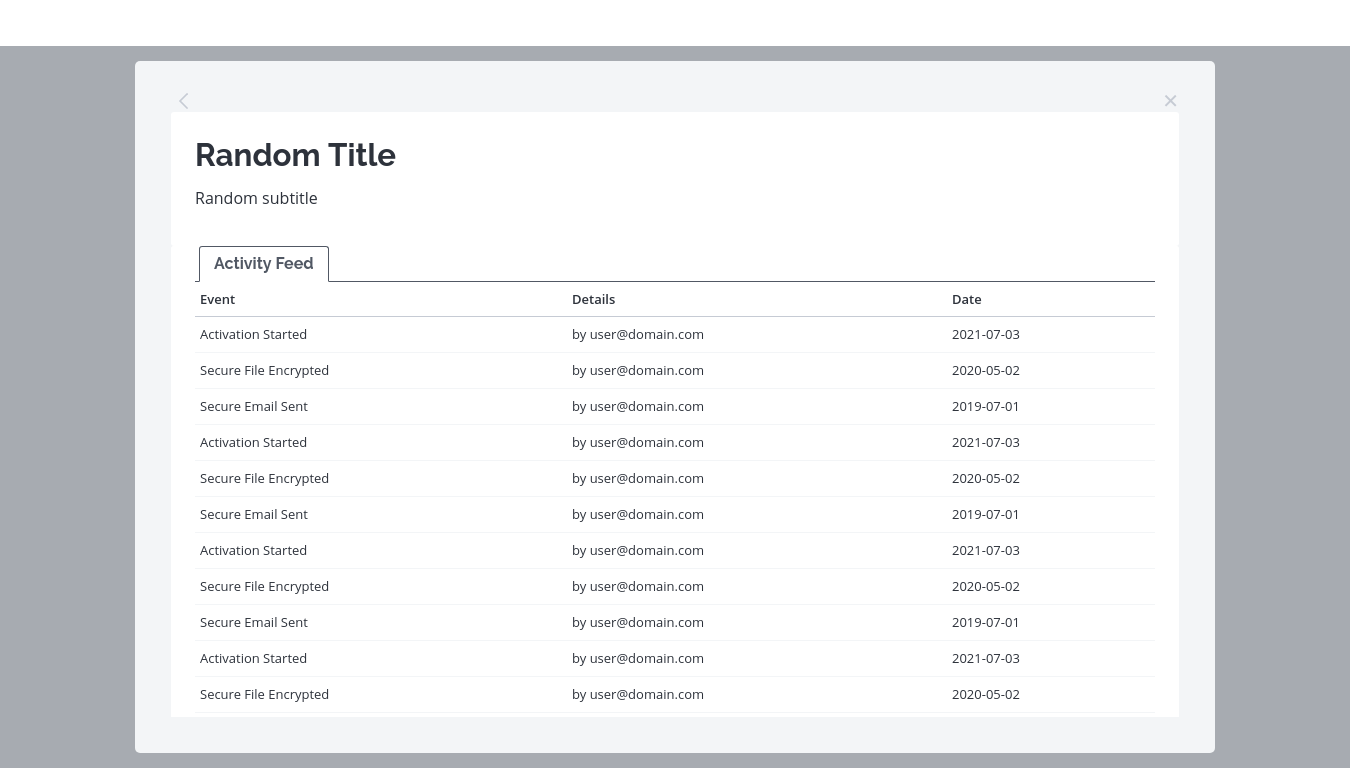 Random Title
Random subtitle
Activity Feed
Event Details Date
Activation Started by user@domain.com 2021-07-03
Secure File Encrypted by user@domain.com 2020-05-02
Secure Email Sent by user@domain.com 2019-07-01
Activation Started by user@domain.com 2021-07-03
Secure File Encrypted by user@domain.com 2020-05-02
Secure Email Sent by user@domain.com 2019-07-01
Activation Started by user@domain.com 2021-07-03
Secure File Encrypted by user@domain.com 2020-05-02
Secure Email Sent by user@domain.com 2019-07-01
Activation Started by user@domain.com 2021-07-03
Secure File Encrypted by user@domain.com 2020-05-02